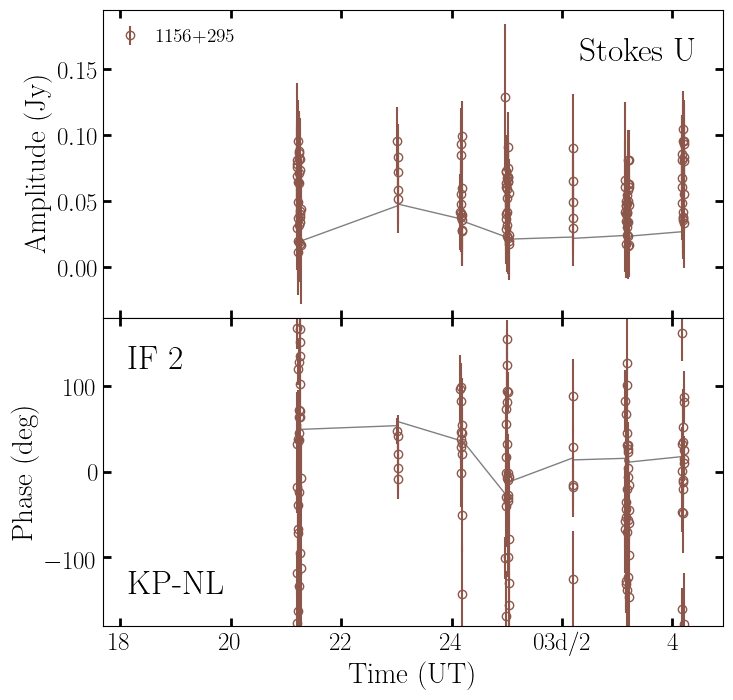 1156+295
Stokes U
0.15
0.10
0.05
0.00
Amplitude (Jy)
IF 2
100
0
−100
Phase (deg)
KP-NL
18 20 22 24 03d/2 4
Time (UT)